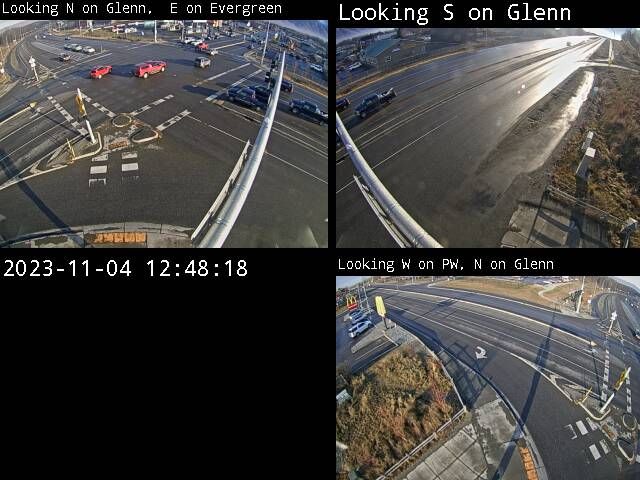 Looking N on Glenn,  E on Evergreen
Looking S on Glenn
2023-11-04 12:48:18
Looking W on PW, N on Glenn